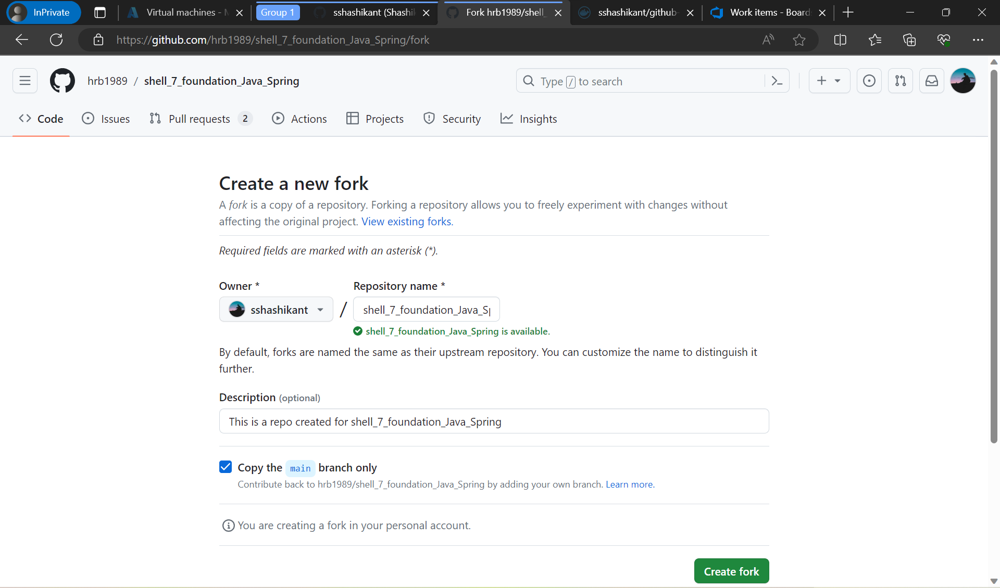 InPrivate
Virtual machines - M
Group 1
sshashikant (Shashi
Fork hrb1989/shell_
sshashikant/github-
Work items - Board
https://github.com/hrb1989/shell_7_foundation_Java_Spring/fork
hrb1989 / shell_7_foundation_Java_Spring
Type / to search
Code
Issues
Pull requests 2
Actions
Projects
Security
Insights
Create a new fork
A fork is a copy of a repository. Forking a repository allows you to freely experiment with changes without
affecting the original project. View existing forks.
Required fields are marked with an asterisk (*).
Owner *
Repository name *
sshashikant
/
shell_7_foundation_Java_Sp
shell_7_foundation_Java_Spring is available.
By default, forks are named the same as their upstream repository. You can customize the name to distinguish it
further.
Description (optional)
This is a repo created for shell_7_foundation_Java_Spring
Copy the main branch only
Contribute back to hrb1989/shell_7_foundation_Java_Spring by adding your own branch. Learn more.
You are creating a fork in your personal account.
Create fork